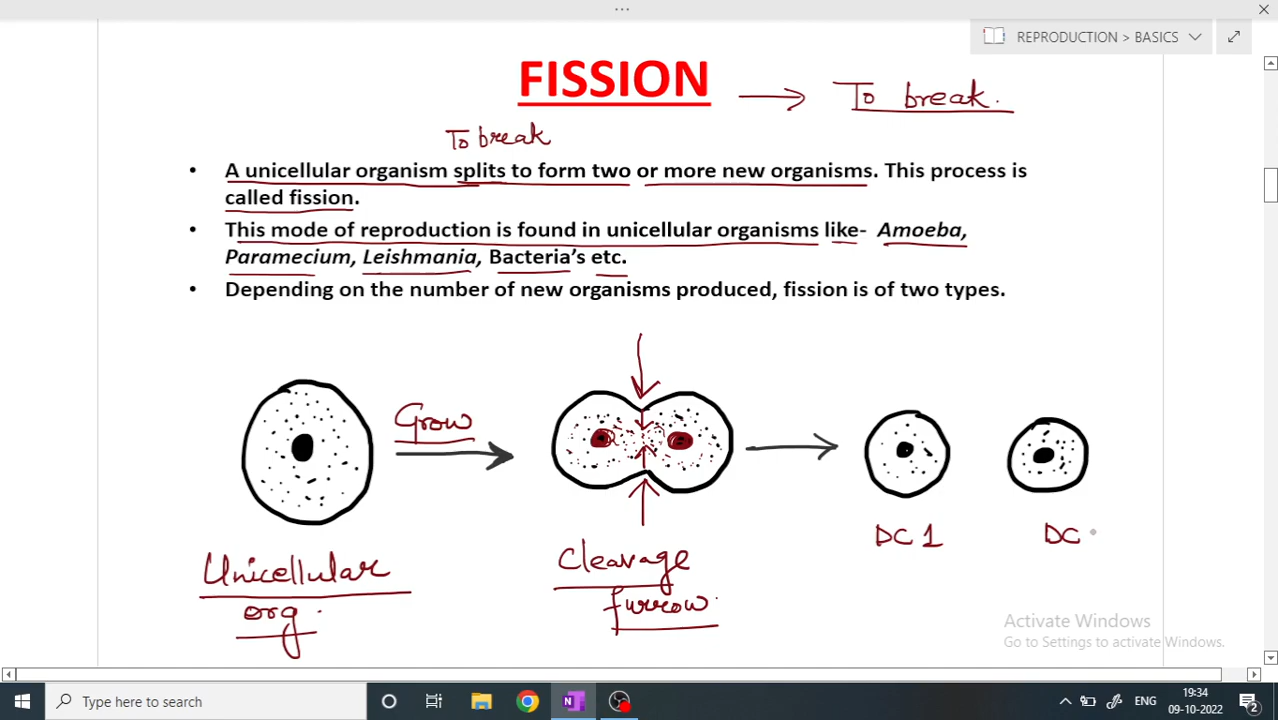 REPRODUCTION > BASICS
FISSION → To break.
To break
• A unicellular organism splits to form two or more new organisms. This process is
called fission.
• This mode of reproduction is found in unicellular organisms like- Amoeba,
Paramecium, Leishmania, Bacteria's etc.
• Depending on the number of new organisms produced, fission is of two types.
Grow
Unicellular
org.
Cleavage
furrow.
DC 1
DC
Activate Windows
Go to Settings to activate Windows.
Type here to search
ENG
19:34
09-10-2022
2